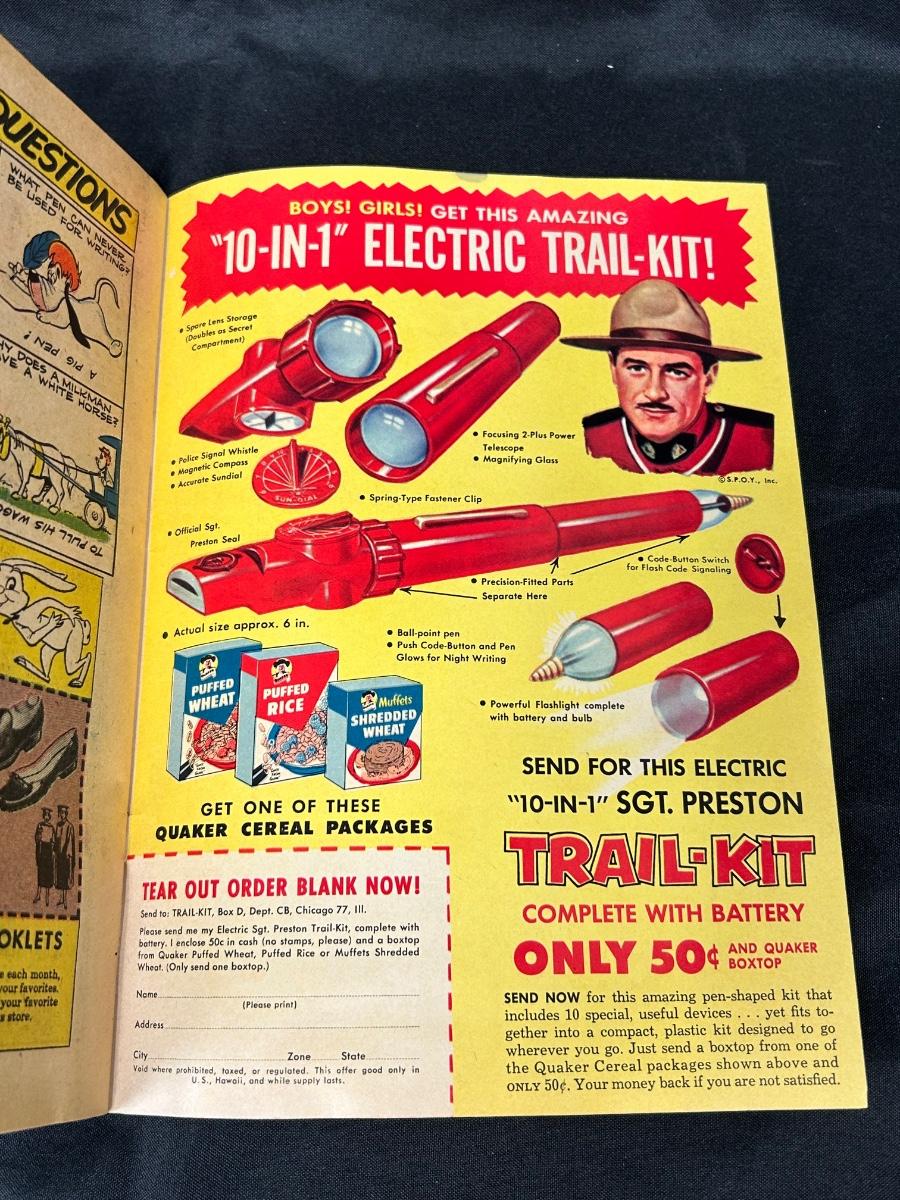 QUESTIONS
WHAT PEN CAN NEVER
BE USED FOR WRITING?
A PIG PEN!
HY DOES A MILKMAN
AVE A WHITE HORSE?
TO PULL HIS WAGO
OKLETS
e each month,
your favorites.
your favorite
s store.
BOYS! GIRLS! GET THIS AMAZING
"10-IN-1" ELECTRIC TRAIL-KIT!
• Spare Lens Storage
(Doubles as Secret
Compartment)
• Focusing 2-Plus Power
Telescope
• Magnifying Glass
© S.P.O.Y., Inc.
• Police Signal Whistle
• Magnetic Compass
• Accurate Sundial
SUN-DIAL
• Spring-Type Fastener Clip
• Official Sgt.
Preston Seal
• Code-Button Switch
for Flash Code Signaling
• Precision-Fitted Parts
Separate Here
• Actual size approx. 6 in.
• Ball-point pen
• Push Code-Button and Pen
Glows for Night Writing
• Powerful Flashlight complete
with battery and bulb
PUFFED
WHEAT
PUFFED
RICE
Muffets
SHREDDED
WHEAT
GET ONE OF THESE
QUAKER CEREAL PACKAGES
SEND FOR THIS ELECTRIC
"10-IN-1" SGT. PRESTON
TRAIL-KIT
COMPLETE WITH BATTERY
ONLY 50¢ AND QUAKER
BOXTOP
SEND NOW for this amazing pen-shaped kit that
includes 10 special, useful devices . . . yet fits to-
gether into a compact, plastic kit designed to go
wherever you go. Just send a boxtop from one of
the Quaker Cereal packages shown above and
ONLY 50¢. Your money back if you are not satisfied.
TEAR OUT ORDER BLANK NOW!
Send to: TRAIL-KIT, Box D, Dept. CB, Chicago 77, Ill.
Please send me my Electric Sgt. Preston Trail-Kit, complete with
battery. I enclose 50c in cash (no stamps, please) and a boxtop
from Quaker Puffed Wheat, Puffed Rice or Muffets Shredded
Wheat. (Only send one boxtop.)
Name
(Please print)
Address
City Zone State
Void where prohibited, taxed, or regulated. This offer good only in
U.S., Hawaii, and while supply lasts.